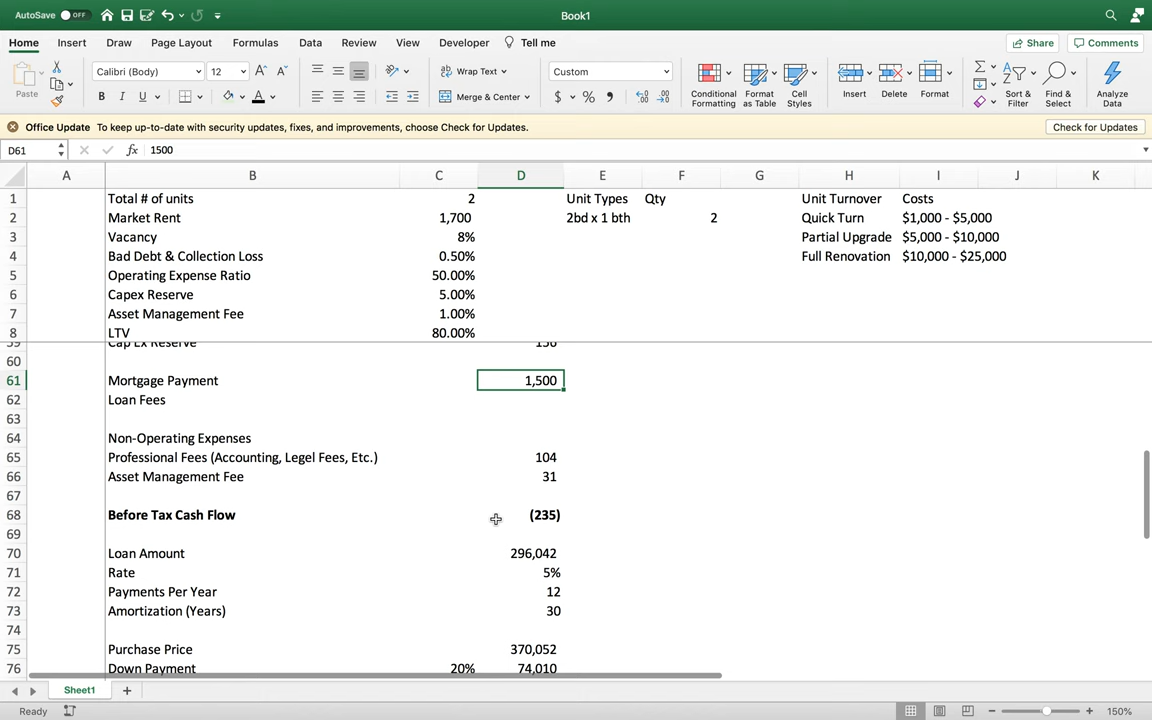 AutoSave OFF Book1
Home Insert Draw Page Layout Formulas Data Review View Developer Tell me Share Comments
Paste Calibri (Body) 12 A A Wrap Text Custom Conditional Formatting Format as Table Cell Styles Insert Delete Format Sort & Filter Find & Select Analyze Data
B I U A Merge & Center $ % 
Office Update To keep up-to-date with security updates, fixes, and improvements, choose Check for Updates. Check for Updates
D61 fx 1500
A B C D E F G H I J K
1 Total # of units 2 Unit Types Qty Unit Turnover Costs
2 Market Rent 1,700 2bd x 1 bth 2 Quick Turn $1,000 - $5,000
3 Vacancy 8% Partial Upgrade $5,000 - $10,000
4 Bad Debt & Collection Loss 0.50% Full Renovation $10,000 - $25,000
5 Operating Expense Ratio 50.00%
6 Capex Reserve 5.00%
7 Asset Management Fee 1.00%
8 LTV 80.00%
59 Cap Ex Reserve
60
61 Mortgage Payment 1,500
62 Loan Fees
63
64 Non-Operating Expenses
65 Professional Fees (Accounting, Legel Fees, Etc.) 104
66 Asset Management Fee 31
67
68 Before Tax Cash Flow (235)
69
70 Loan Amount 296,042
71 Rate 5%
72 Payments Per Year 12
73 Amortization (Years) 30
74
75 Purchase Price 370,052
76 Down Payment 20% 74,010
Sheet1
Ready 150%